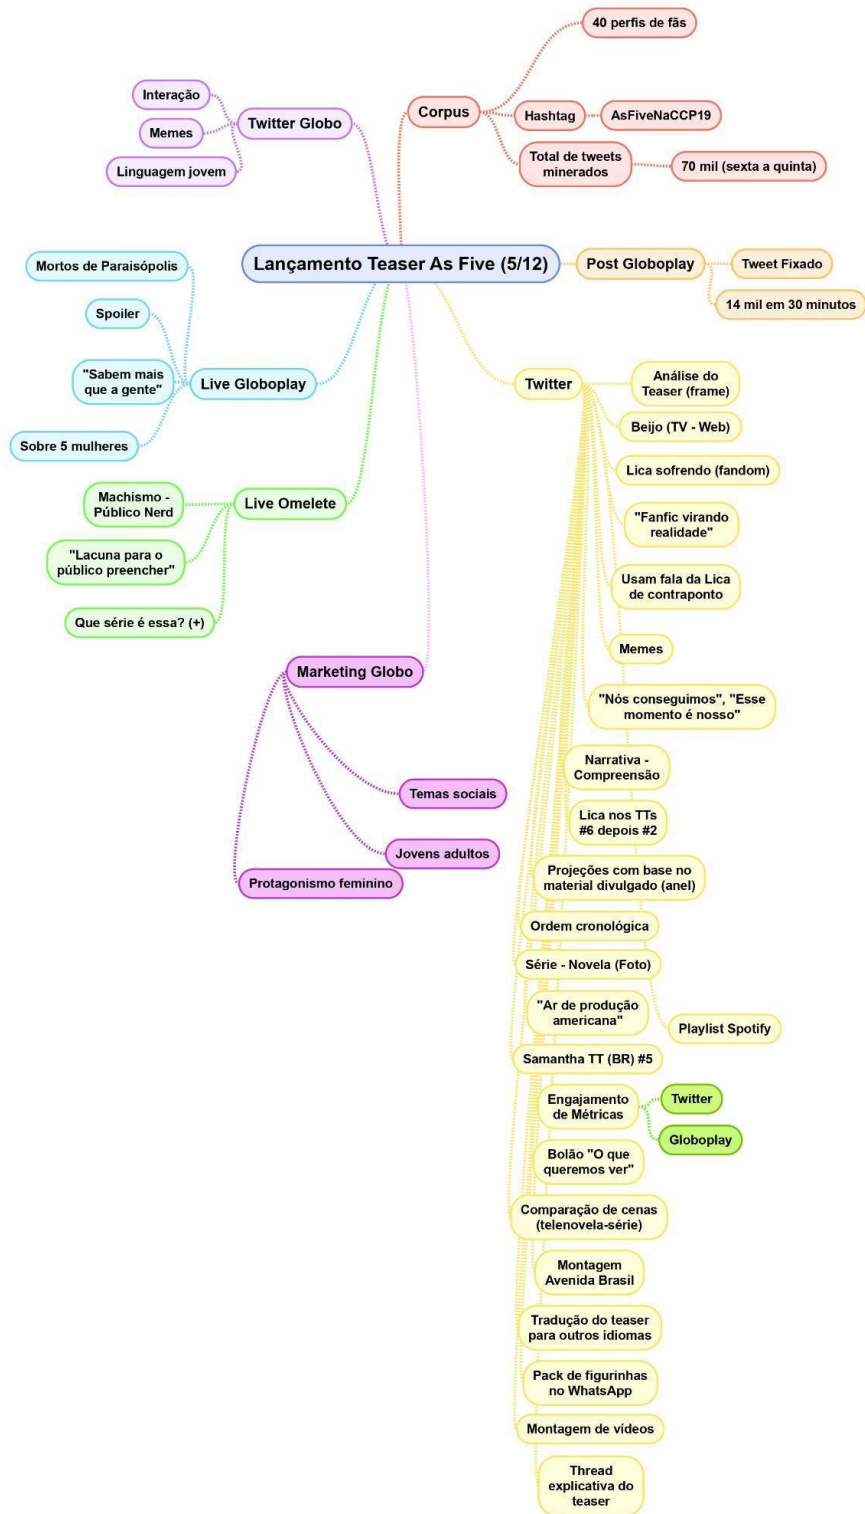 Lançamento Teaser As Five (5/12)
Corpus
40 perfis de fãs
Hashtag
AsFiveNaCCP19
Total de tweets
minerados
70 mil (sexta a quinta)
Twitter Globo
Interação
Memes
Linguagem jovem
Post Globoplay
Tweet Fixado
14 mil em 30 minutos
Live Globoplay
Mortos de Paraisópolis
Spoiler
"Sabem mais
que a gente"
Sobre 5 mulheres
Live Omelete
Machismo -
Público Nerd
"Lacuna para o
público preencher"
Que série é essa? (+)
Marketing Globo
Temas sociais
Jovens adultos
Protagonismo feminino
Twitter
Análise do
Teaser (frame)
Beijo (TV - Web)
Lica sofrendo (fandom)
"Fanfic virando
realidade"
Usam fala da Lica
de contraponto
Memes
"Nós conseguimos", "Esse
momento é nosso"
Narrativa -
Compreensão
Lica nos TTs
#6 depois #2
Projeções com base no
material divulgado (anel)
Ordem cronológica
Série - Novela (Foto)
"Ar de produção
americana"
Playlist Spotify
Samantha TT (BR) #5
Engajamento
de Métricas
Twitter
Globoplay
Bolão "O que
queremos ver"
Comparação de cenas
(telenovela-série)
Montagem
Avenida Brasil
Tradução do teaser
para outros idiomas
Pack de figurinhas
no WhatsApp
Montagem de vídeos
Thread
explicativa do
teaser